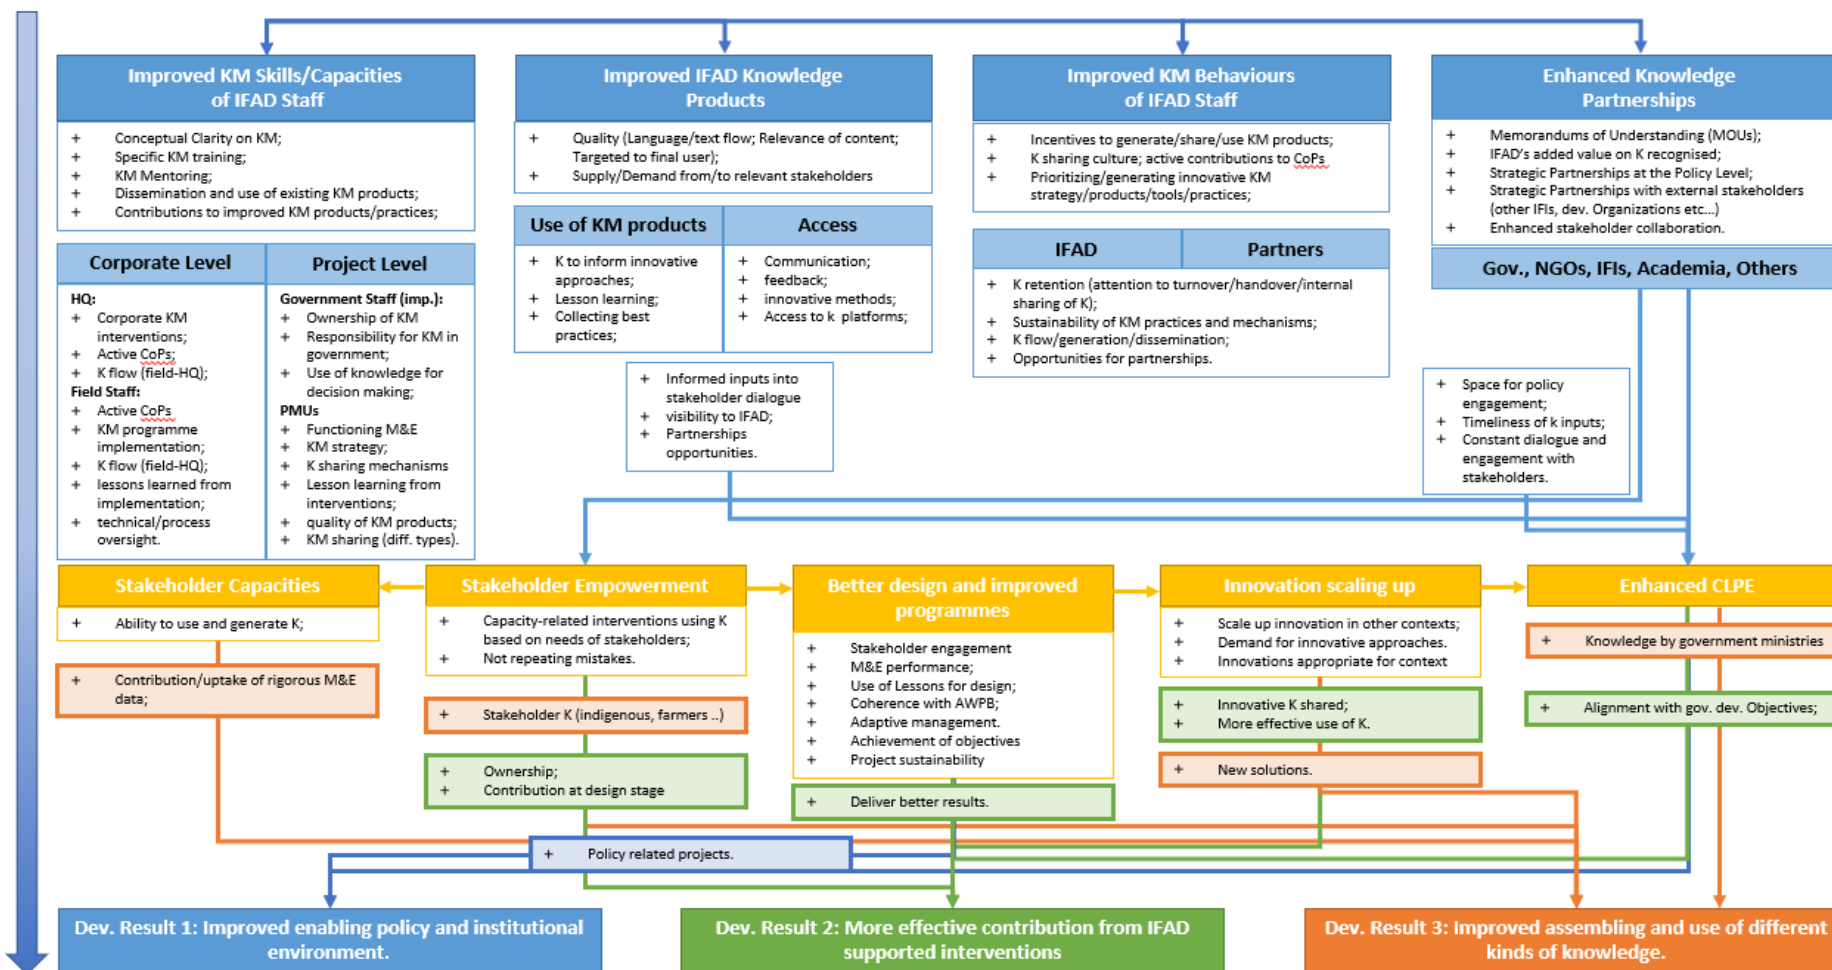 Improved KM Skills/Capacities
of IFAD Staff
+ Conceptual Clarity on KM;
+ Specific KM training;
+ KM Mentoring;
+ Dissemination and use of existing KM products;
+ Contributions to improved KM products/practices;
Corporate Level
HQ:
+ Corporate KM
interventions;
+ Active CoPs;
+ K flow (field-HQ);
Field Staff:
+ Active CoPs
+ KM programme
implementation;
+ K flow (field-HQ);
+ lessons learned from
implementation;
+ technical/process
oversight.
Project Level
Government Staff (imp.):
+ Ownership of KM
+ Responsibility for KM in
government;
+ Use of knowledge for
decision making;
PMUs
+ Functioning M&E
+ KM strategy;
+ K sharing mechanisms
+ Lesson learning from
interventions;
+ quality of KM products;
+ KM sharing (diff. types).
Improved IFAD Knowledge
Products
+ Quality (Language/text flow; Relevance of content;
Targeted to final user);
+ Supply/Demand from/to relevant stakeholders
Use of KM products
+ K to inform innovative
approaches;
+ Lesson learning;
+ Collecting best
practices;
Access
+ Communication;
+ feedback;
+ innovative methods;
+ Access to k platforms;
+ Informed inputs into
stakeholder dialogue
+ visibility to IFAD;
+ Partnerships
opportunities.
Improved KM Behaviours
of IFAD Staff
+ Incentives to generate/share/use KM products;
+ K sharing culture; active contributions to CoPs
+ Prioritizing/generating innovative KM
strategy/products/tools/practices;
IFAD
Partners
+ K retention (attention to turnover/handover/internal
sharing of K);
+ Sustainability of KM practices and mechanisms;
+ K flow/generation/dissemination;
+ Opportunities for partnerships.
Enhanced Knowledge
Partnerships
+ Memorandums of Understanding (MOUs);
+ IFAD's added value on K recognised;
+ Strategic Partnerships at the Policy Level;
+ Strategic Partnerships with external stakeholders
(other IFIs, dev. Organizations etc...)
+ Enhanced stakeholder collaboration.
Gov., NGOs, IFIs, Academia, Others
+ Space for policy
engagement;
+ Timeliness of k inputs;
+ Constant dialogue and
engagement with
stakeholders.
Stakeholder Capacities
+ Ability to use and generate K;
+ Contribution/uptake of rigorous M&E
data;
Stakeholder Empowerment
+ Capacity-related interventions using K
based on needs of stakeholders;
+ Not repeating mistakes.
+ Stakeholder K (indigenous, farmers ..)
+ Ownership;
+ Contribution at design stage
Better design and improved
programmes
+ Stakeholder engagement
+ M&E performance;
+ Use of Lessons for design;
+ Coherence with AWPB;
+ Adaptive management.
+ Achievement of objectives
+ Project sustainability
+ Deliver better results.
Innovation scaling up
+ Scale up innovation in other contexts;
+ Demand for innovative approaches.
+ Innovations appropriate for context
+ Innovative K shared;
+ More effective use of K.
+ New solutions.
Enhanced CLPE
+ Knowledge by government ministries
+ Alignment with gov. dev. Objectives;
+ Policy related projects.
Dev. Result 1: Improved enabling policy and institutional
environment.
Dev. Result 2: More effective contribution from IFAD
supported interventions
Dev. Result 3: Improved assembling and use of different
kinds of knowledge.